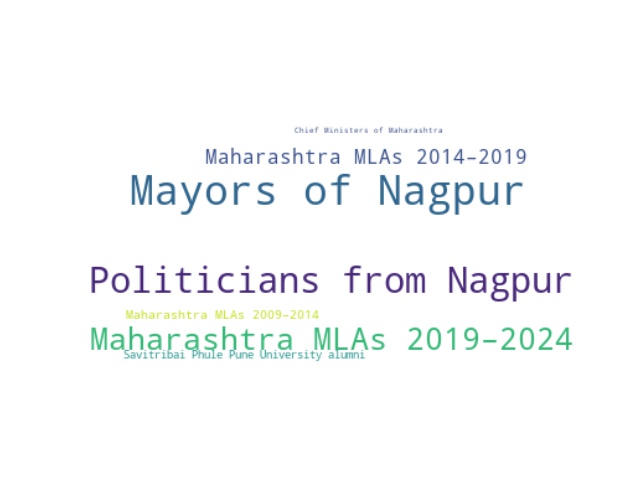 Chief Ministers of Maharashtra
Maharashtra MLAs 2014–2019
Mayors of Nagpur
Politicians from Nagpur
Maharashtra MLAs 2009–2014
Maharashtra MLAs 2019–2024
Savitribai Phule Pune University alumni